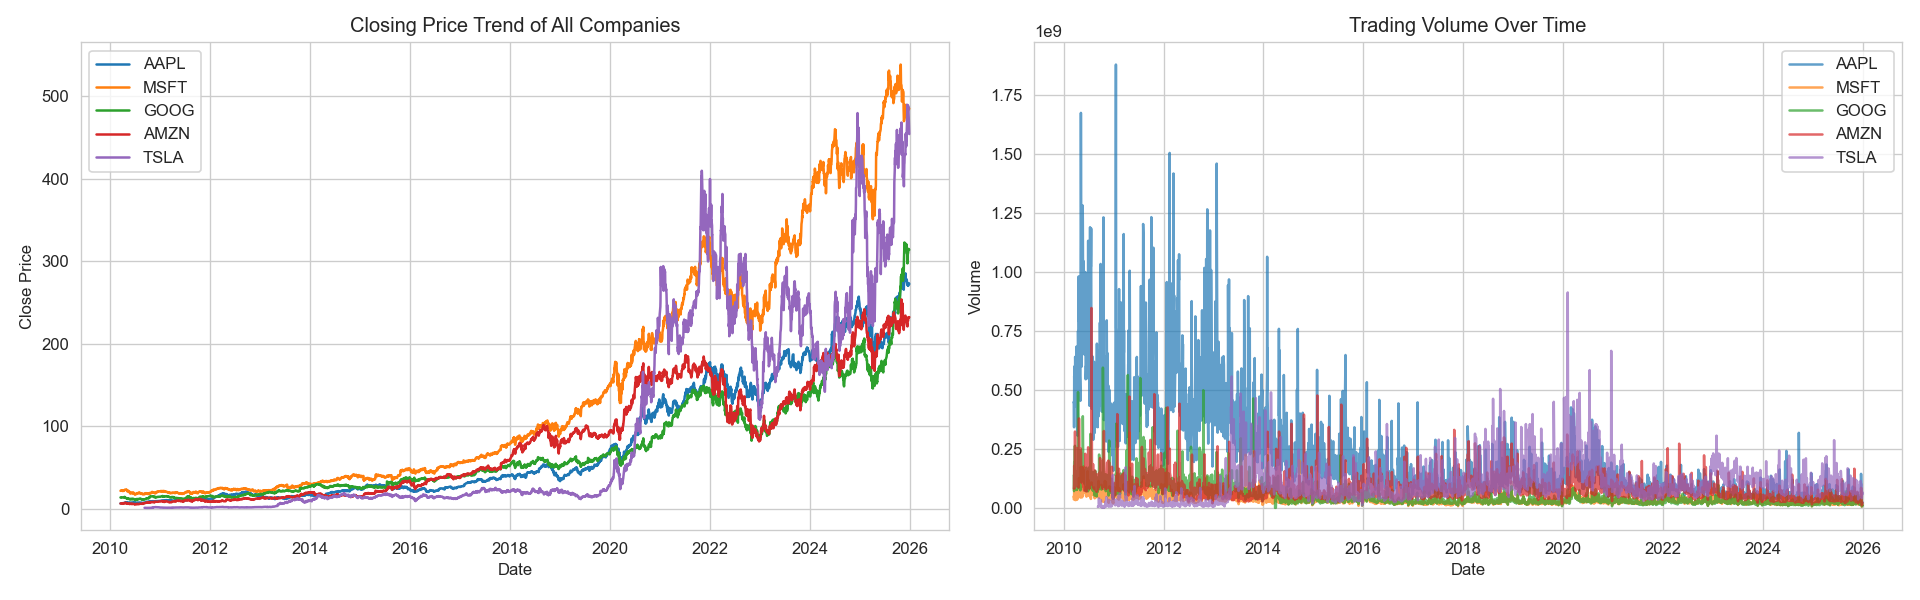 Closing Price Trend of All Companies
AAPL
MSFT
GOOG
AMZN
TSLA
Close Price
500
400
300
200
100
0
2010 2012 2014 2016 2018 2020 2022 2024 2026
Date
Trading Volume Over Time
1e9
AAPL
MSFT
GOOG
AMZN
TSLA
Volume
1.75
1.50
1.25
1.00
0.75
0.50
0.25
0.00
2010 2012 2014 2016 2018 2020 2022 2024 2026
Date